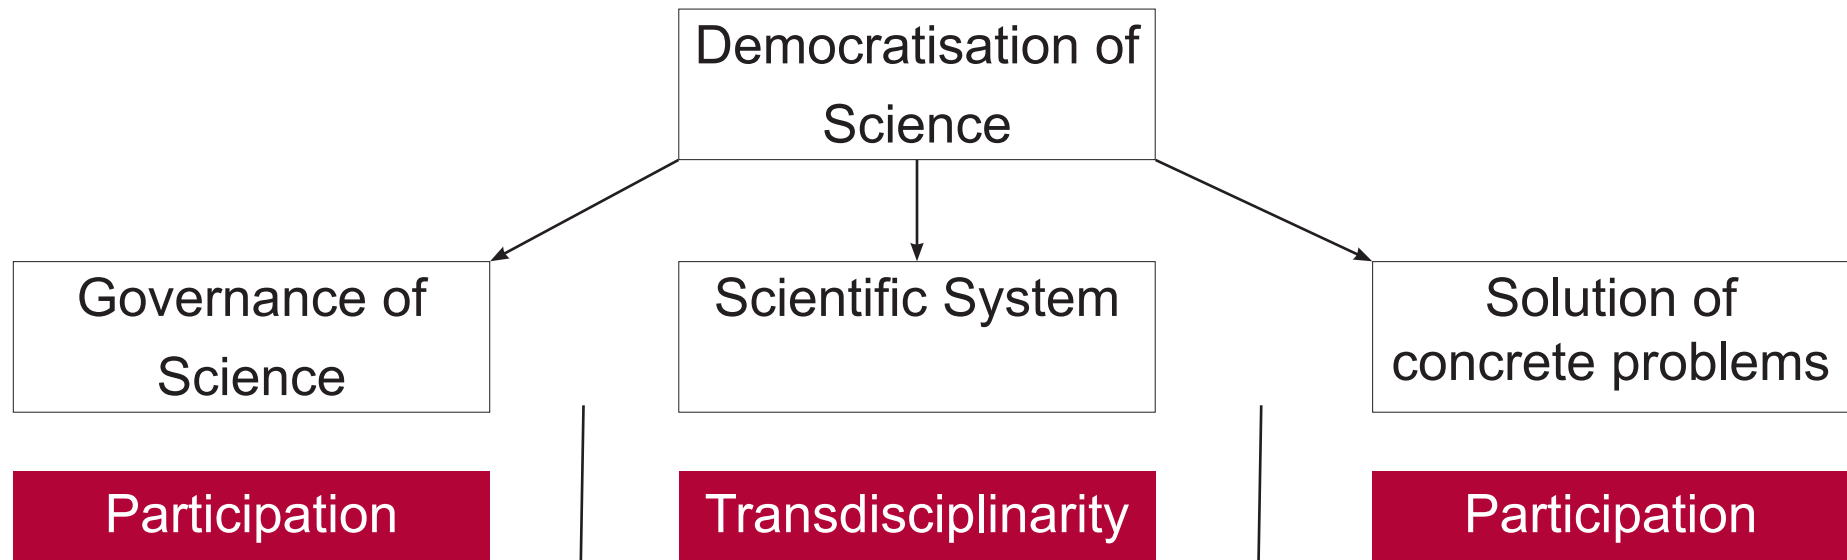 Democratisation of
Science
Governance of
Science
Scientific System
Solution of
concrete problems
Participation
Transdisciplinarity
Participation